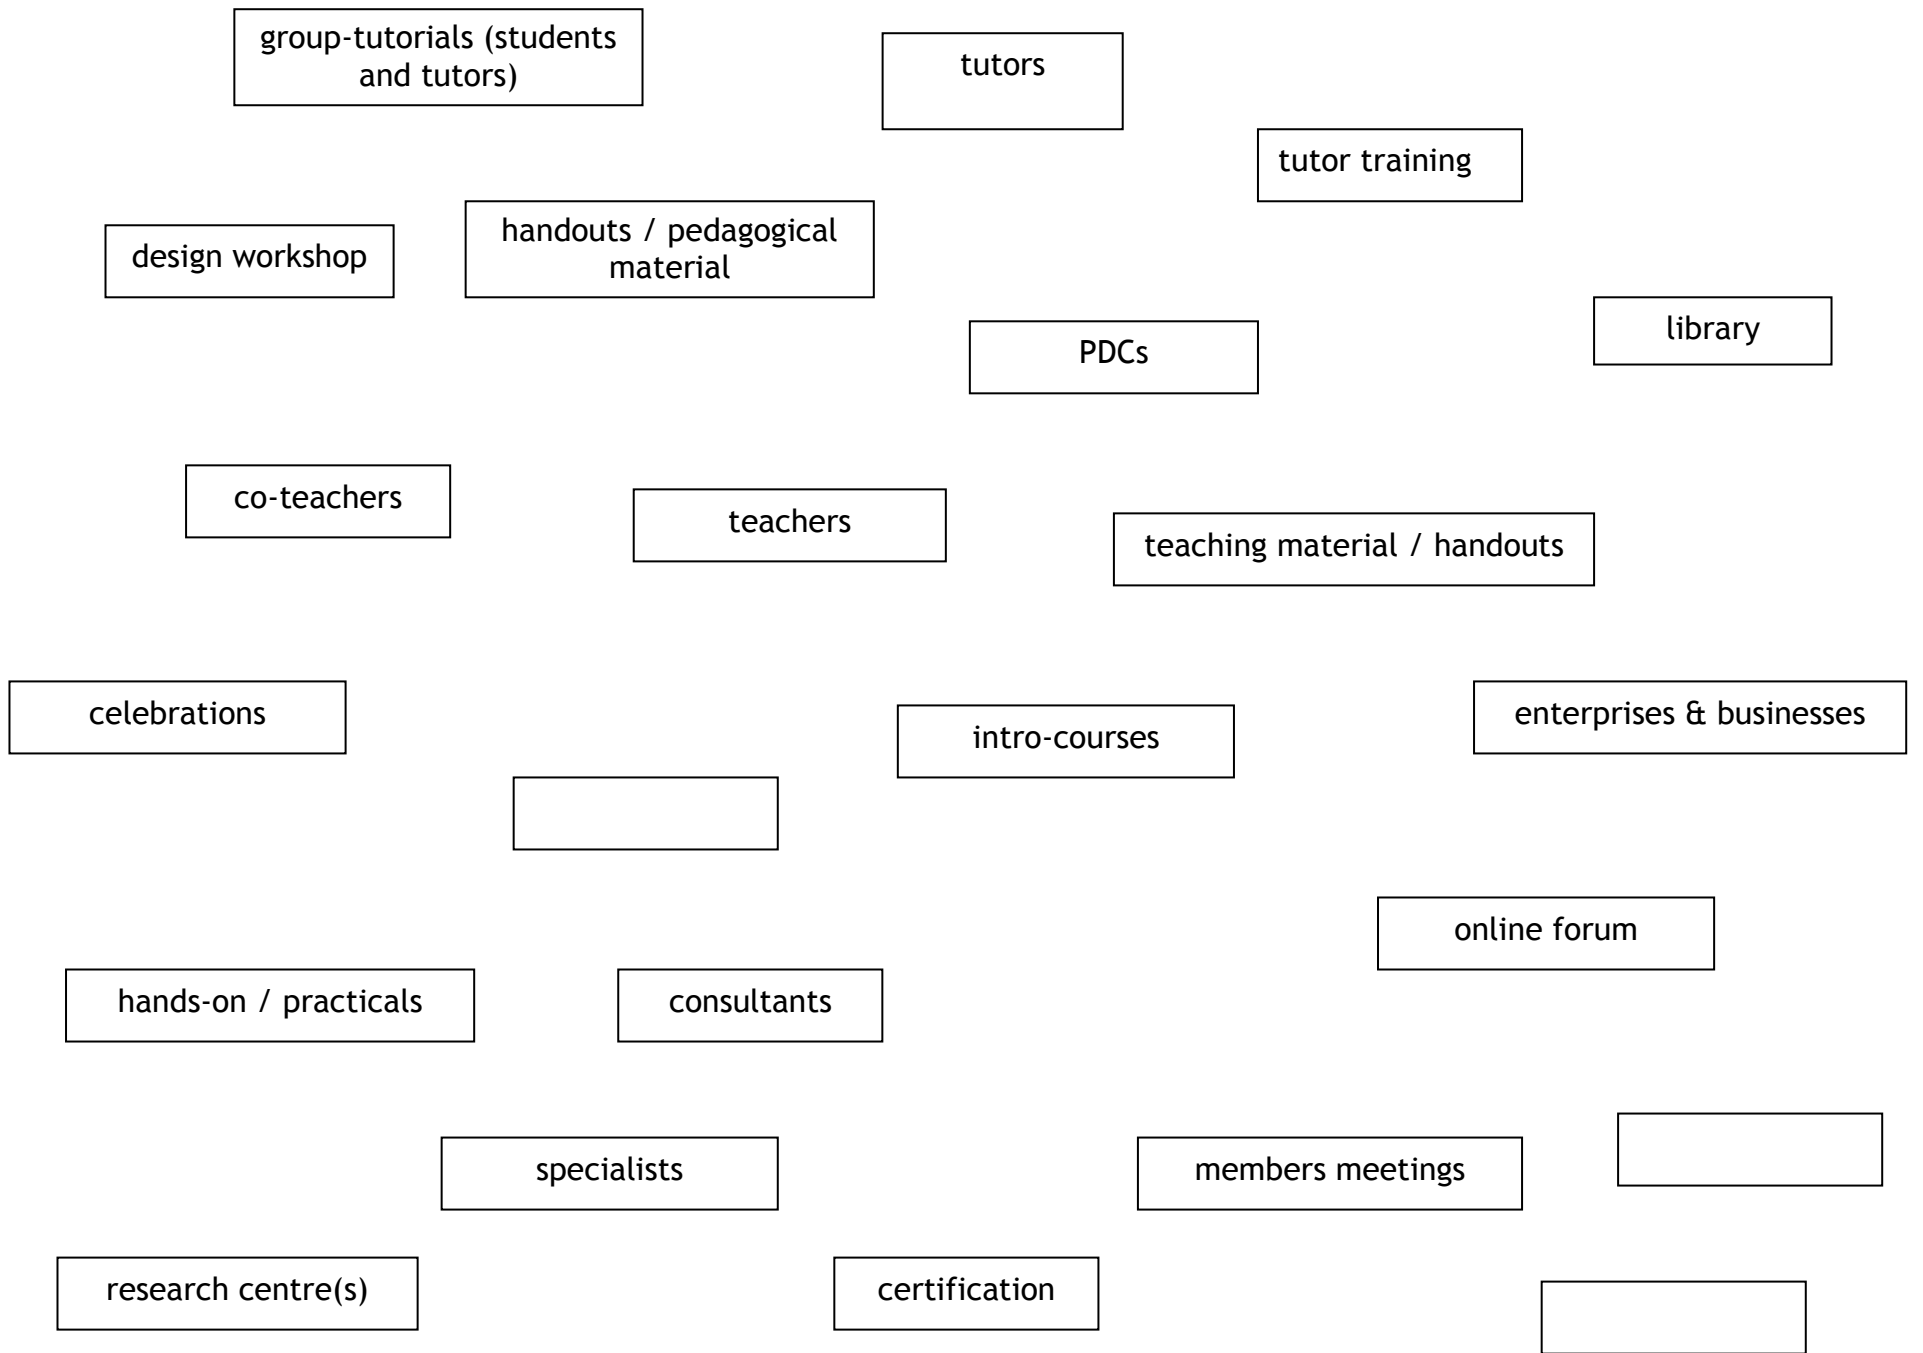 group-tutorials (students
and tutors)
tutors
tutor training
design workshop
handouts / pedagogical
material
library
PDCs
co-teachers
teachers
teaching material / handouts
celebrations
intro-courses
enterprises & businesses
online forum
hands-on / practicals
consultants
specialists
members meetings
research centre(s)
certification